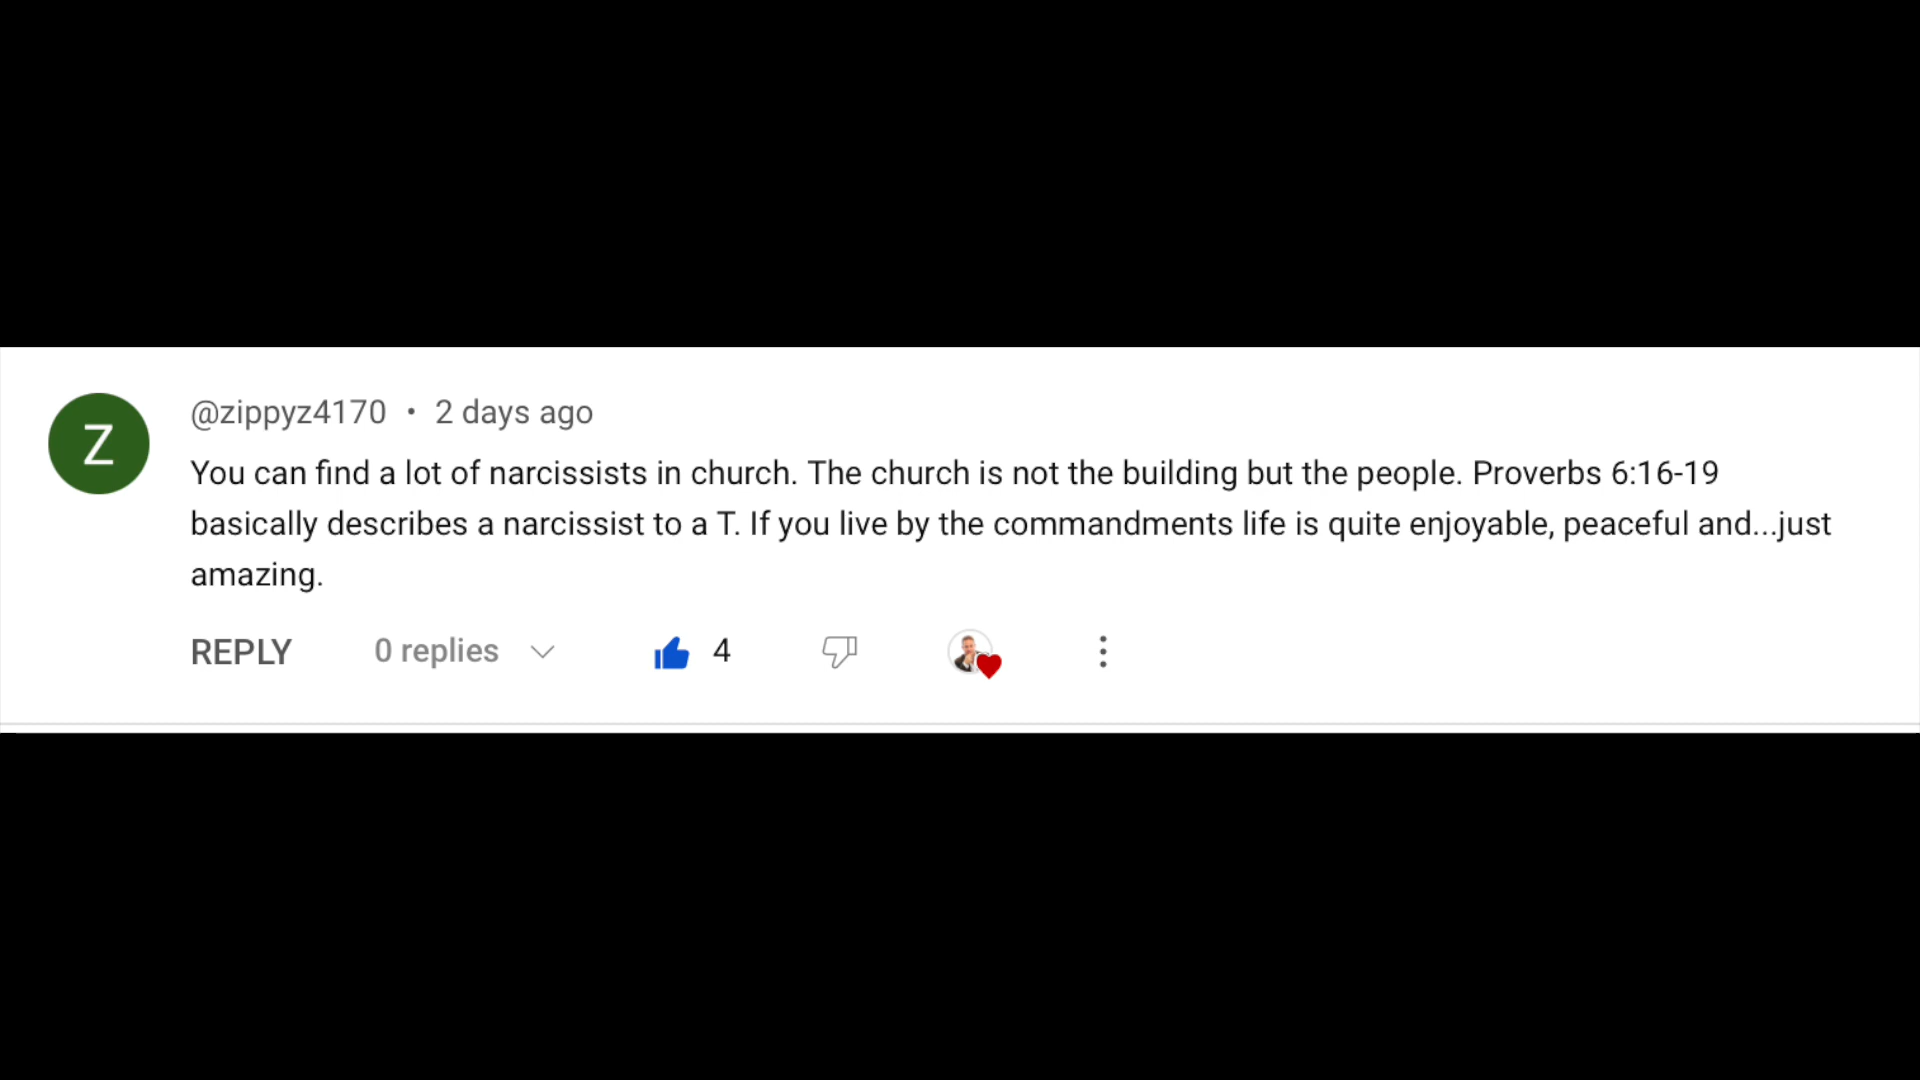 Z
@zippyz4170 • 2 days ago
You can find a lot of narcissists in church. The church is not the building but the people. Proverbs 6:16-19
basically describes a narcissist to a T. If you live by the commandments life is quite enjoyable, peaceful and...just
amazing.
REPLY 0 replies 4